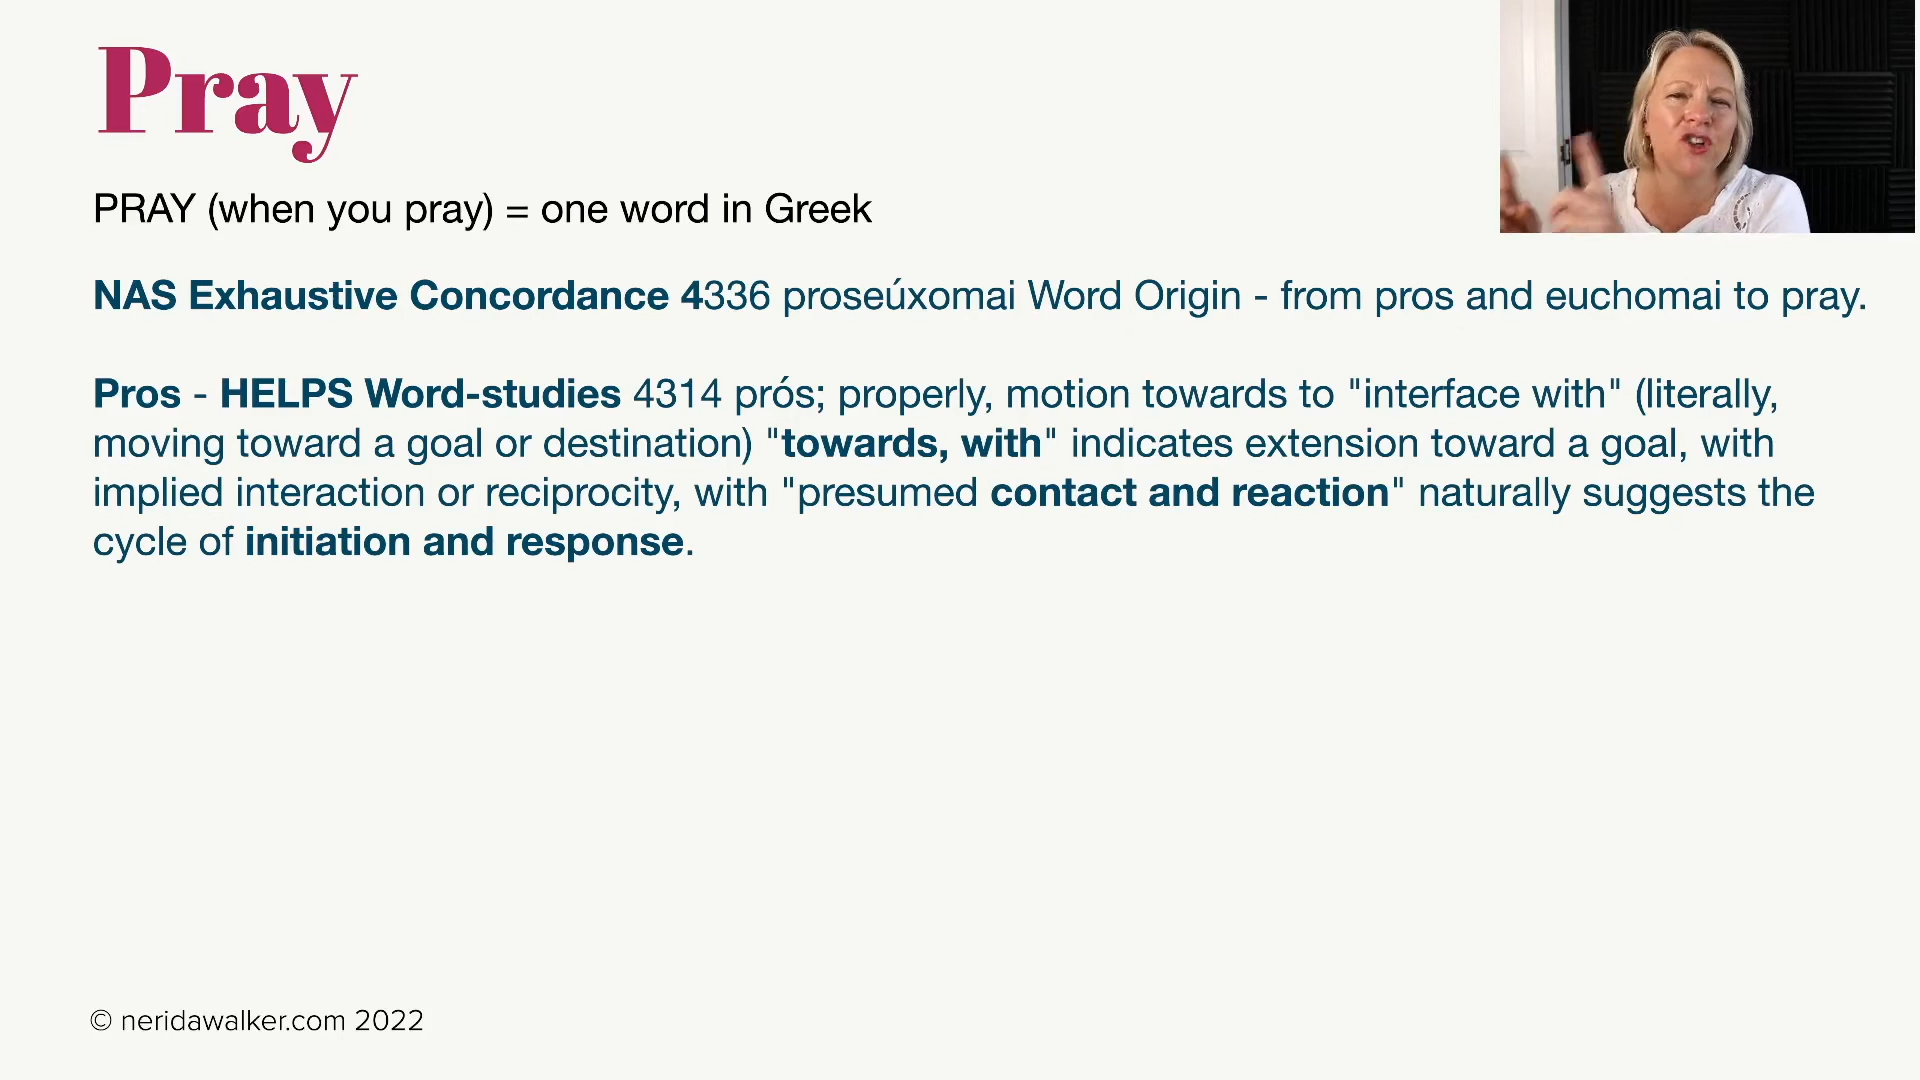 Pray
PRAY (when you pray) = one word in Greek
NAS Exhaustive Concordance 4336 proseúxomai Word Origin - from pros and euchomai to pray.
Pros - HELPS Word-studies 4314 prós; properly, motion towards to "interface with" (literally,
moving toward a goal or destination) "towards, with" indicates extension toward a goal, with
implied interaction or reciprocity, with "presumed contact and reaction" naturally suggests the
cycle of initiation and response.
© neridawalker.com 2022